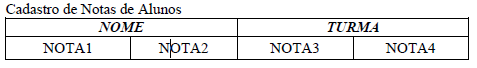 Cadastro de Notas de Alunos
NOME TURMA
NOTA1 NOTA2 NOTA3 NOTA4